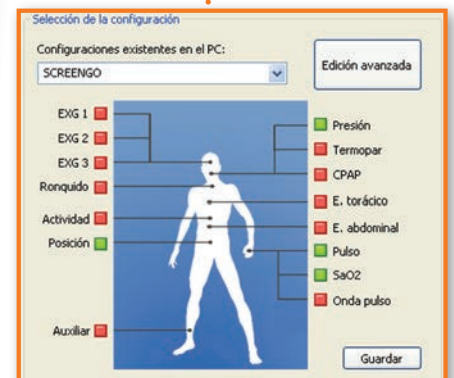 Selección de la configuración
Configuraciones existentes en el PC:
SCREENGO
Edición avanzada
EXG 1
EXG 2
EXG 3
Ronquido
Actividad
Posición
Auxiliar
Presión
Termopar
CPAP
E. torácico
E. abdominal
Pulso
SaO2
Onda pulso
Guardar